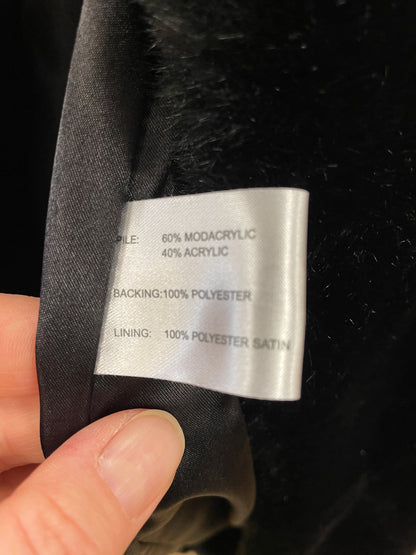 PILE: 60% MODACRYLIC
40% ACRYLIC
BACKING:100% POLYESTER
LINING: 100% POLYESTER SATIN